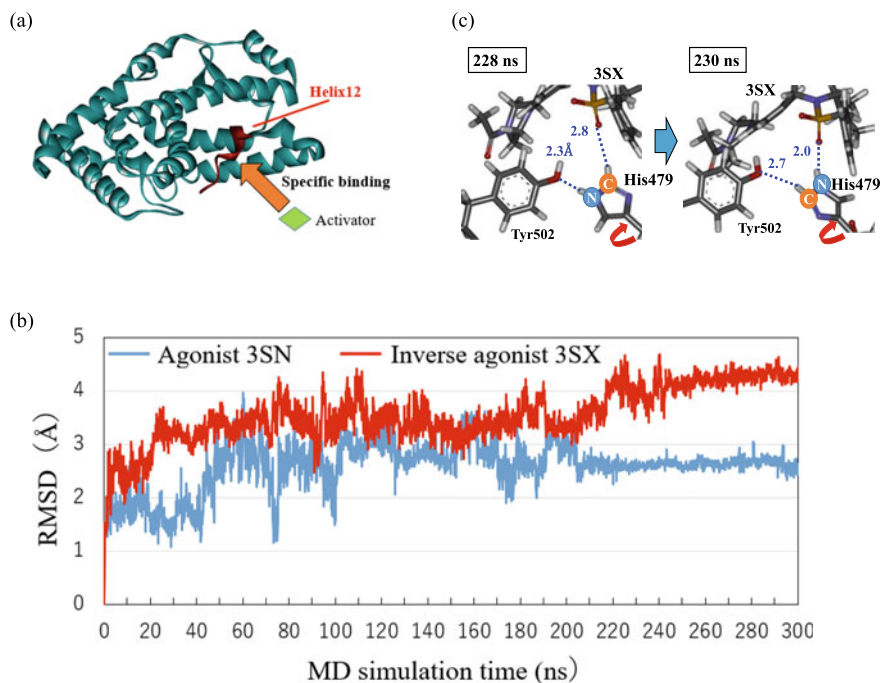 (a)
Helix12
Specific binding
Activator
(c)
228 ns
230 ns
3SX
3SX
2.8
2.3Å
C
N
His479
Tyr502
2.0
2.7
N
C
His479
Tyr502
(b)
Agonist 3SN
Inverse agonist 3SX
RMSD (Å)
5
4
3
2
1
0
0 20 40 60 80 100 120 140 160 180 200 220 240 260 280 300
MD simulation time (ns)